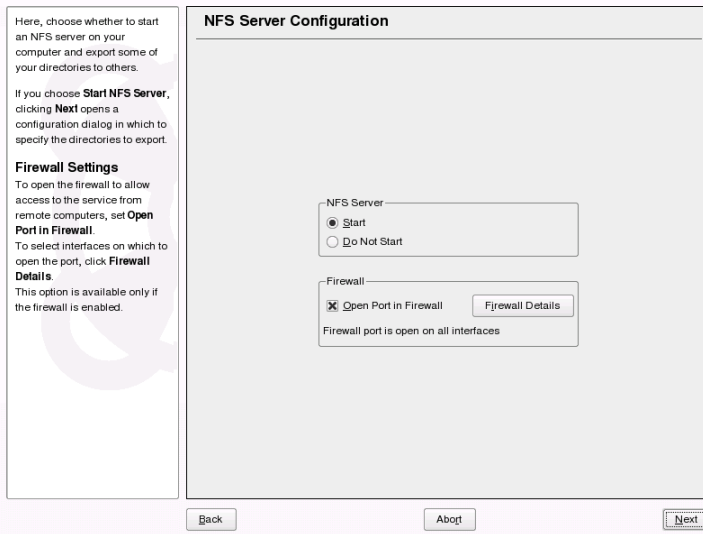 Here, choose whether to start
an NFS server on your
computer and export some of
your directories to others.
If you choose Start NFS Server,
clicking Next opens a
configuration dialog in which to
specify the directories to export.
Firewall Settings
To open the firewall to allow
access to the service from
remote computers, set Open
Port in Firewall.
To select interfaces on which to
open the port, click Firewall
Details.
This option is available only if
the firewall is enabled.
NFS Server Configuration
NFS Server
Start
Do Not Start
Firewall
Open Port in Firewall
Firewall Details
Firewall port is open on all interfaces
Back
Abort
Next